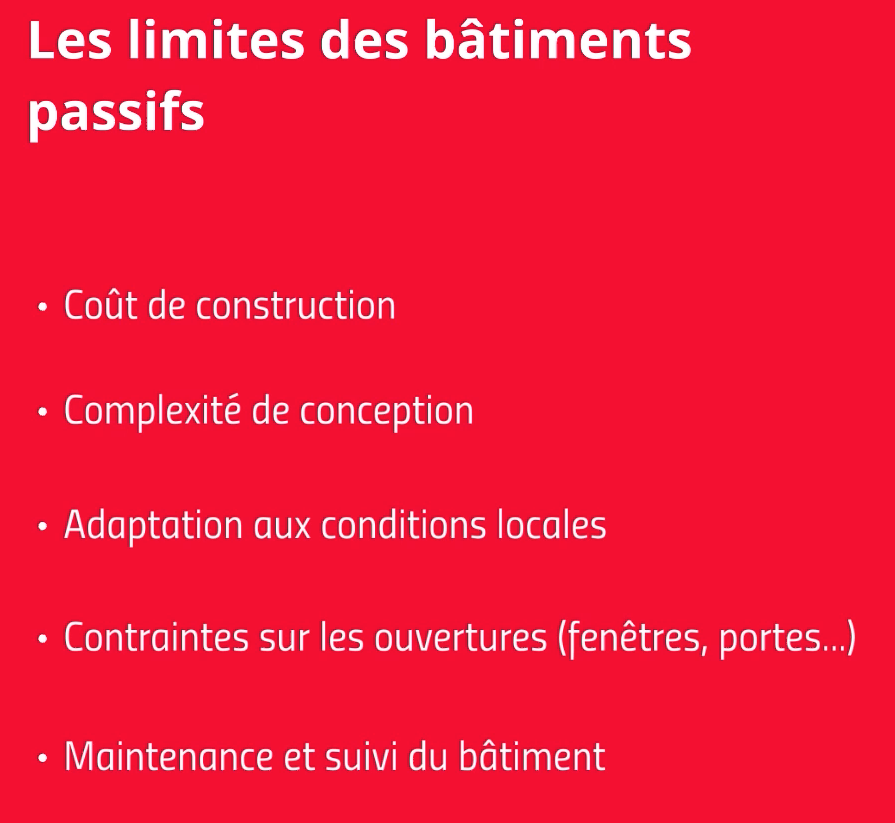 Les limites des bâtiments
passifs
• Coût de construction
• Complexité de conception
• Adaptation aux conditions locales
• Contraintes sur les ouvertures (fenêtres, portes...)
• Maintenance et suivi du bâtiment